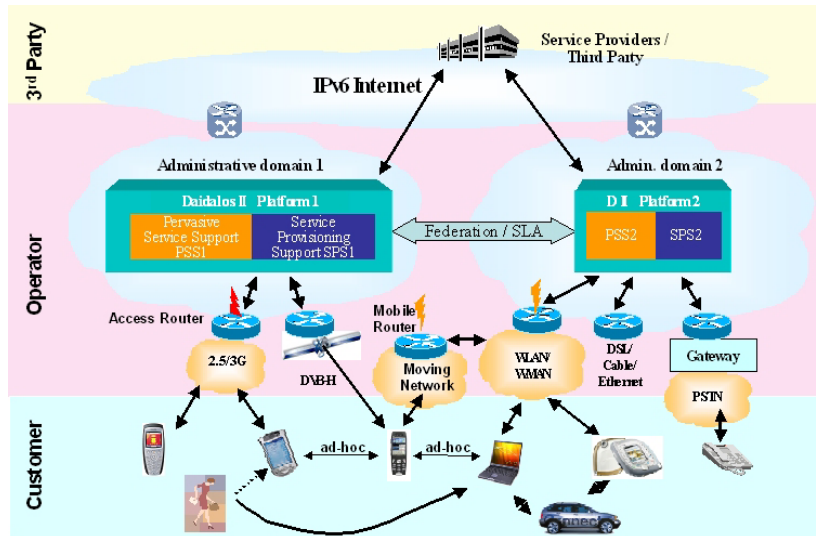 3rd Party
Service Providers /
Third Party
IPv6 Internet
Administrative domain 1
Admin. domain 2
Daidalos II Platform 1
Pervasive
Service Support
PSS1
Service
Provisioning
Support SPS1
Federation / SLA
D II Platform 2
PSS2
SPS2
Operator
Access Router
Mobile
Router
2.5/3G
DVB-H
Moving
Network
WLAN/
WMAN
DSL/
Cable/
Ethernet
Gateway
PSTN
Customer
ad-hoc
ad-hoc